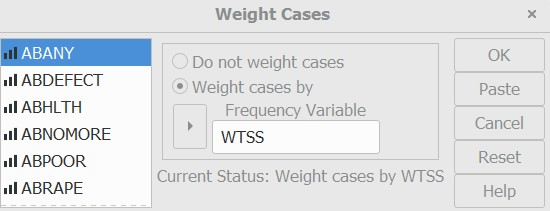 Weight Cases
ABANY
ABDEFECT
ABHLTH
ABNOMORE
ABPOOR
ABRAPE
Do not weight cases
Weight cases by
Frequency Variable
WTSS
Current Status: Weight cases by WTSS
OK
Paste
Cancel
Reset
Help